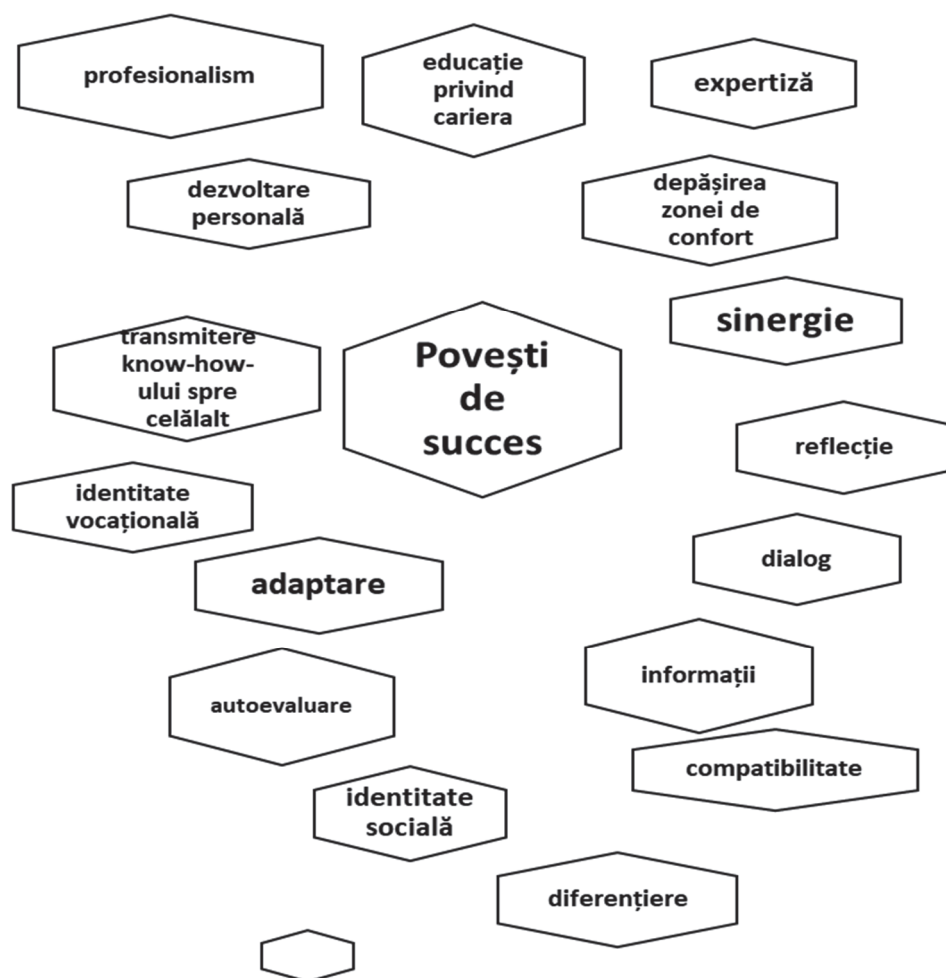 profesionalism
educație
privind
cariera
expertiză
dezvoltare
personală
depășirea
zonei de
confort
sinergie
transmitere
know-how-
ului spre
celălalt
Povești
de
succes
reflecție
identitate
vocațională
dialog
adaptare
informații
autoevaluare
compatibilitate
identitate
socială
diferențiere